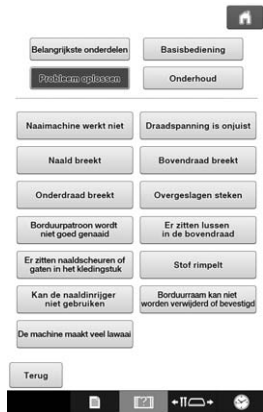 Belangrijkste onderdelen
Basisbediening
Probleem oplossen
Onderhoud
Naaimachine werkt niet
Draadspanning is onjuist
Naald breekt
Bovendraad breekt
Onderdraad breekt
Overgeslagen steken
Borduurpatroon wordt
niet goed genaaid
Er zitten lussen
in de bovendraad
Er zitten naaldscheuren of
gaten in het kledingstuk
Stof rimpelt
Kan de naaldinrijger
niet gebruiken
Borduurraam kan niet
worden verwijderd of bevestigd
De machine maakt veel lawaai
Terug